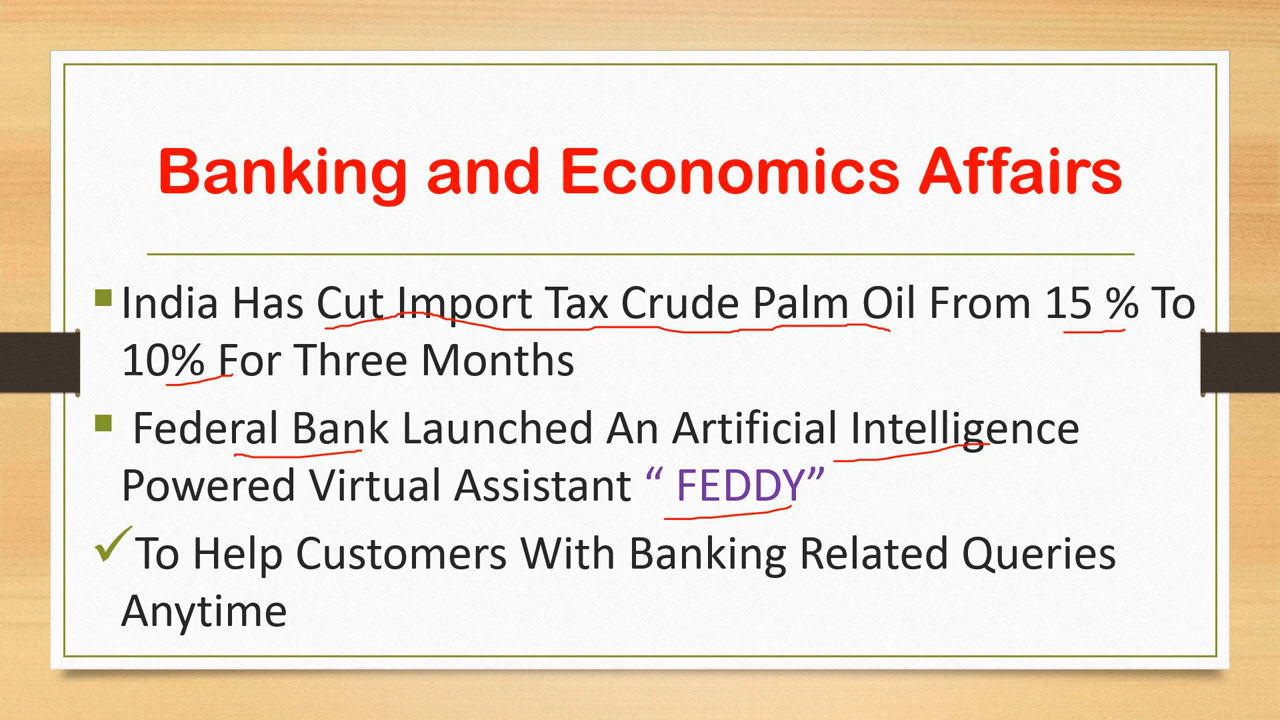 Banking and Economics Affairs
India Has Cut Import Tax Crude Palm Oil From 15 % To
10% For Three Months
Federal Bank Launched An Artificial Intelligence
Powered Virtual Assistant “ FEDDY”
To Help Customers With Banking Related Queries
Anytime